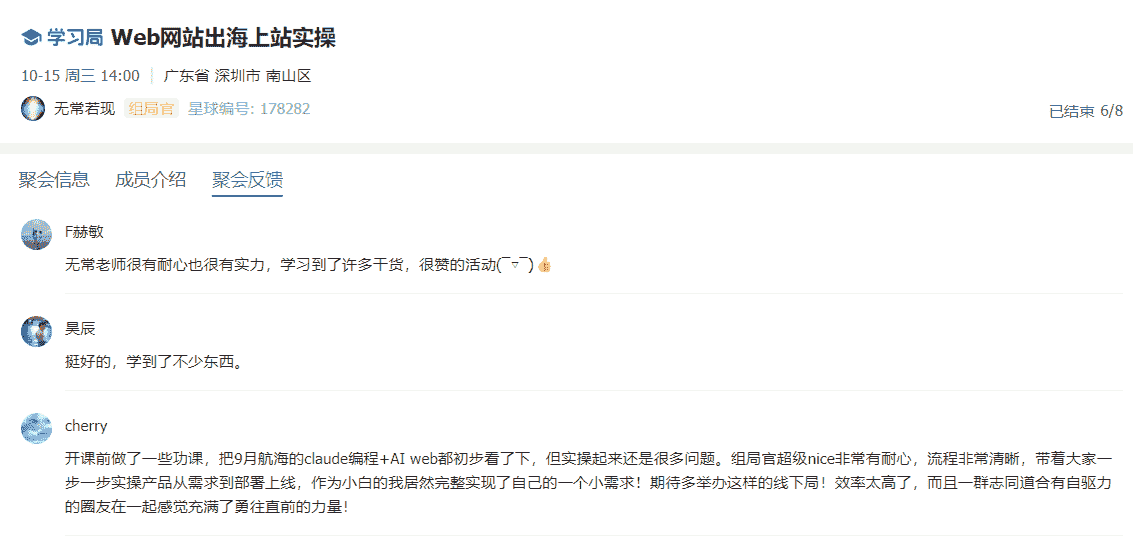 学习局 Web网站出海上站实操
10-15 周三 14:00 | 广东省 深圳市 南山区
无常若现 组局官 星球编号: 178282
已结束 6/8
聚会信息 成员介绍 聚会反馈
F赫敏
无常老师很有耐心也很有实力，学习到了许多干货，很赞的活动(¯▽¯)👍
昊辰
挺好的，学到了不少东西。
cherry
开课前做了一些功课，把9月航海的claude编程+AI web都初步看了下，但实操起来还是很多问题。组局官超级nice非常有耐心，流程非常清晰，带着大家一
步一步实操产品从需求到部署上线，作为小白的我居然完整实现了自己的一个小需求！期待多举办这样的线下局！效率太高了，而且一群志同道合有自驱力
的圈友在一起感觉充满了勇往直前的力量！